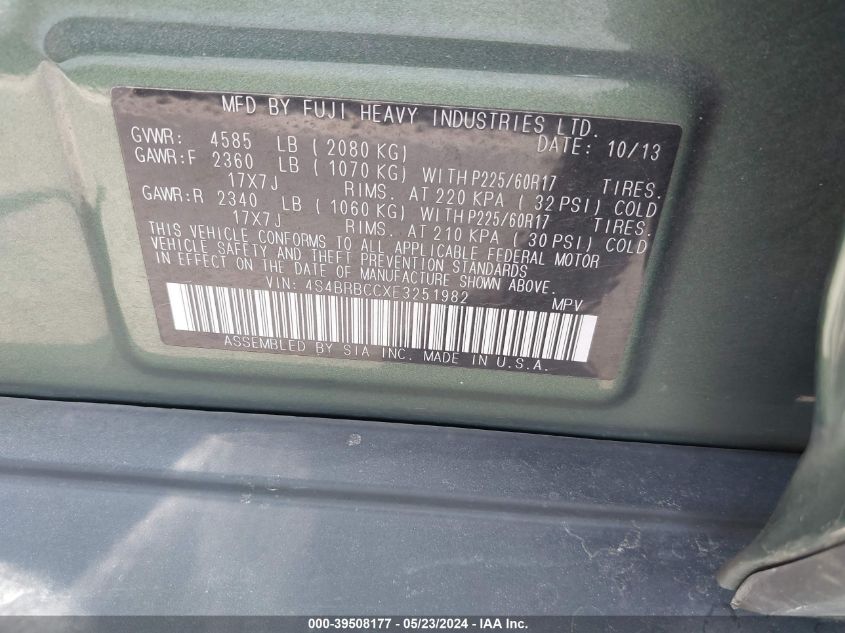 MFD BY FUJI HEAVY INDUSTRIES LTD.
GVWR: 4585 LB ( 2080 KG) DATE: 10/13
GAWR:F 2360 LB ( 1070 KG) WITH P225/60R17 TIRES.
17X7J RIMS. AT 220 KPA ( 32 PSI) COLD
GAWR:R 2340 LB ( 1060 KG) WITH P225/60R17 TIRES.
17X7J RIMS. AT 210 KPA ( 30 PSI) COLD
THIS VEHICLE CONFORMS TO ALL APPLICABLE FEDERAL MOTOR
VEHICLE SAFETY AND THEFT PREVENTION STANDARDS
IN EFFECT ON THE DATE OF MANUFACTURE SHOWN ABOVE.
VIN: 4S4BRBCCXE3251982 MPV
ASSEMBLED BY SIA INC. MADE IN U.S.A.
000-39508177 - 05/23/2024 - IAA Inc.